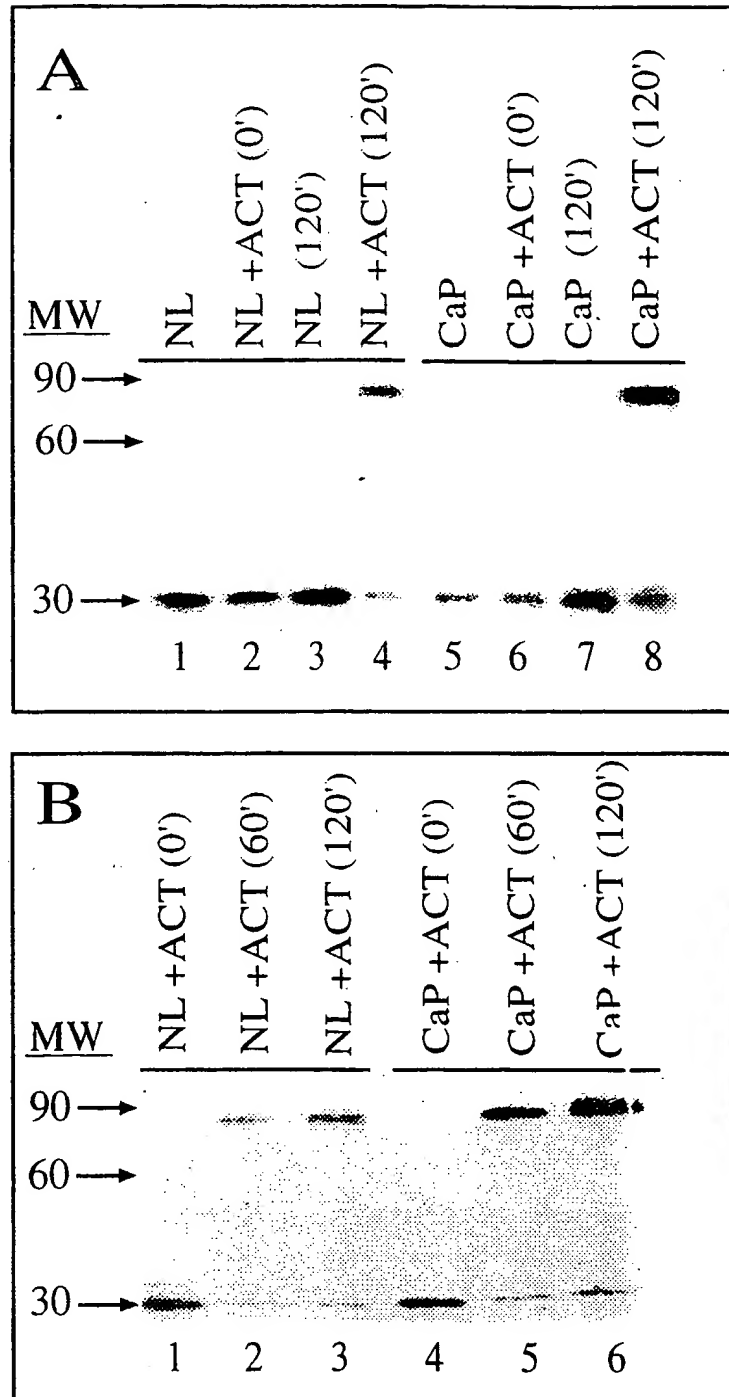 A
NL
NL +ACT (0')
NL (120')
NL +ACT (120')
CaP
CaP +ACT (0')
CaP (120')
CaP +ACT (120')
MW
90
60
30
1 2 3 4 5 6 7 8
B
NL +ACT (0')
NL +ACT (60')
NL +ACT (120')
CaP +ACT (0')
CaP +ACT (60')
CaP +ACT (120')
MW
90
60
30
1 2 3 4 5 6